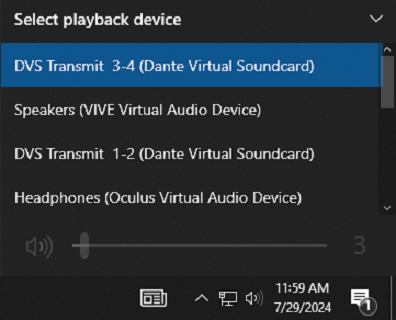 Select playback device
DVS Transmit  3-4 (Dante Virtual Soundcard)
Speakers (VIVE Virtual Audio Device)
DVS Transmit  1-2 (Dante Virtual Soundcard)
Headphones (Oculus Virtual Audio Device)
3
11:59 AM
7/29/2024
1